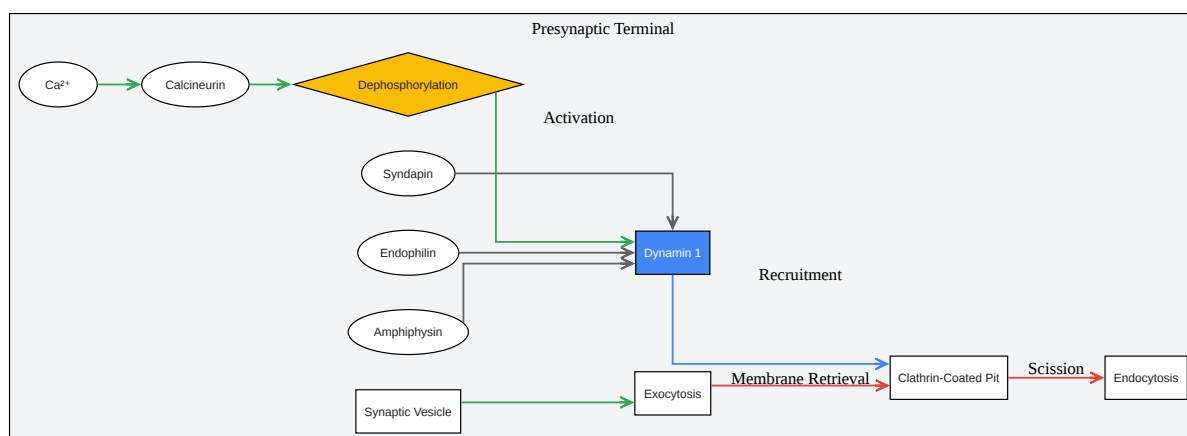 Presynaptic Terminal
Ca²⁺
Calcineurin
Dephosphorylation
Activation
Syndapin
Endophilin
Dynamin 1
Recruitment
Amphiphysin
Synaptic Vesicle
Exocytosis
Membrane Retrieval
Clathrin-Coated Pit
Scission
Endocytosis